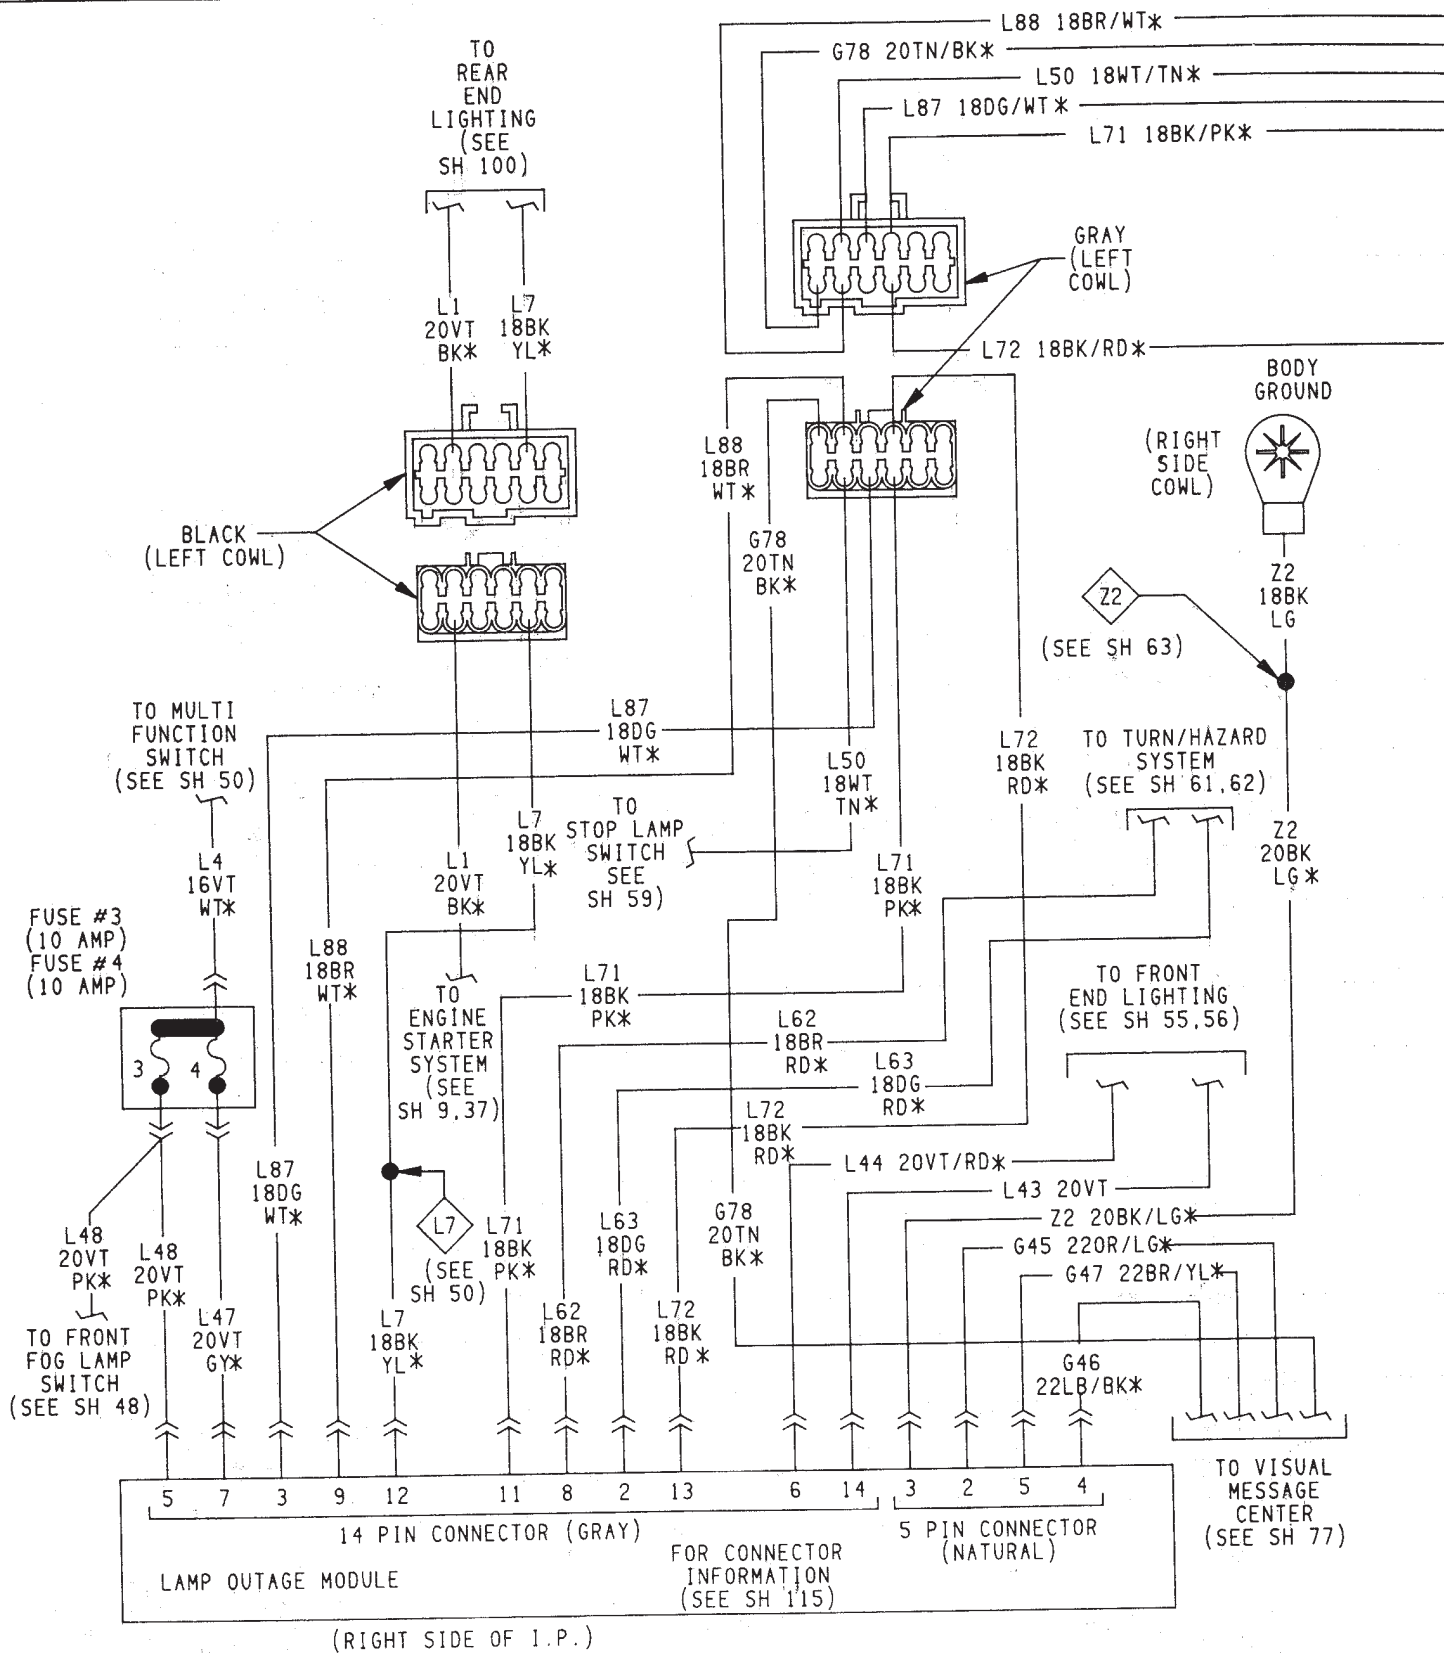 L88 18BR/WT*
G78 20TN/BK*
L50 18WT/TN*
L87 18DG/WT*
L71 18BK/PK*
TO
REAR
END
LIGHTING
(SEE
SH 100)
GRAY
(LEFT
COWL)
L1
20VT
BK*
L7
18BK
YL*
L72 18BK/RD*
BODY
GROUND
(RIGHT
SIDE
COWL)
L88
18BR
WT*
BLACK
(LEFT COWL)
G78
20TN
BK*
Z2
18BK
LG
Z2
(SEE SH 63)
TO MULTI
FUNCTION
SWITCH
(SEE SH 50)
L87
18DG
WT*
L72
18BK
RD*
TO TURN/HAZARD
SYSTEM
(SEE SH 61,62)
L50
18WT
TN*
TO
STOP LAMP
SWITCH
SEE
SH 59)
L7
18BK
YL*
Z2
20BK
LG*
L4
16VT
WT*
L1
20VT
BK*
L71
18BK
PK*
FUSE #3
(10 AMP)
FUSE #4
(10 AMP)
L88
18BR
WT*
L71
18BK
PK*
TO FRONT
END LIGHTING
(SEE SH 55,56)
TO
ENGINE
STARTER
SYSTEM
(SEE
SH 9,37)
L62
18BR
RD*
L63
18DG
RD*
3
4
L72
18BK
RD*
L87
18DG
WT*
L44 20VT/RD*
L43 20VT
Z2 20BK/LG*
G45 22OR/LG*
G47 22BR/YL*
L7
(SEE
SH 50)
L71
18BK
PK*
L63
18DG
RD*
G78
20TN
BK*
L48
20VT
PK*
L48
20VT
PK*
L47
20VT
GY*
L7
18BK
YL*
L62
18BR
RD*
L72
18BK
RD*
TO FRONT
FOG LAMP
SWITCH
(SEE SH 48)
G46
22LB/BK*
5 7 3 9 12 11 8 2 13 6 14 3 2 5 4
TO VISUAL
MESSAGE
CENTER
(SEE SH 77)
14 PIN CONNECTOR (GRAY)
5 PIN CONNECTOR
(NATURAL)
FOR CONNECTOR
INFORMATION
(SEE SH 115)
LAMP OUTAGE MODULE
(RIGHT SIDE OF I.P.)